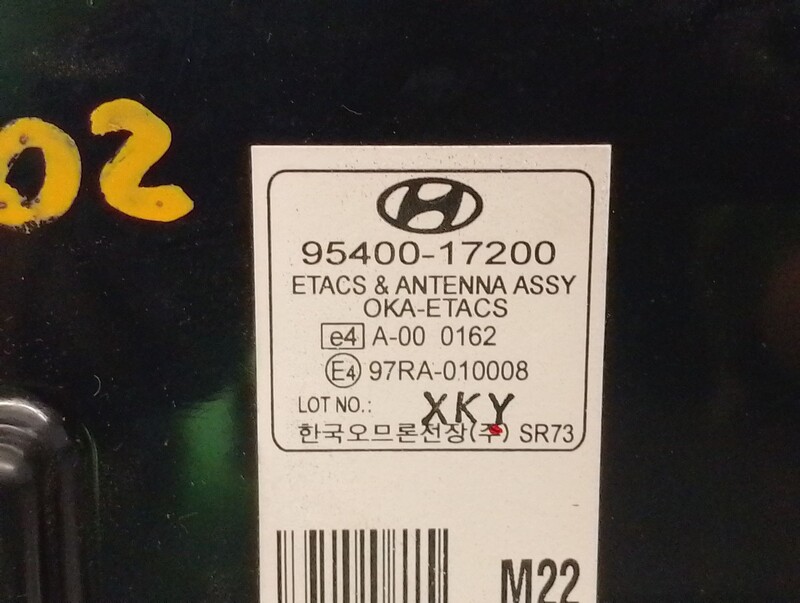 02
95400-17200
ETACS & ANTENNA ASSY
OKA-ETACS
e4 A-00 0162
E4 97RA-010008
LOT NO.: XKY
한국오므론전장(주) SR73
M22